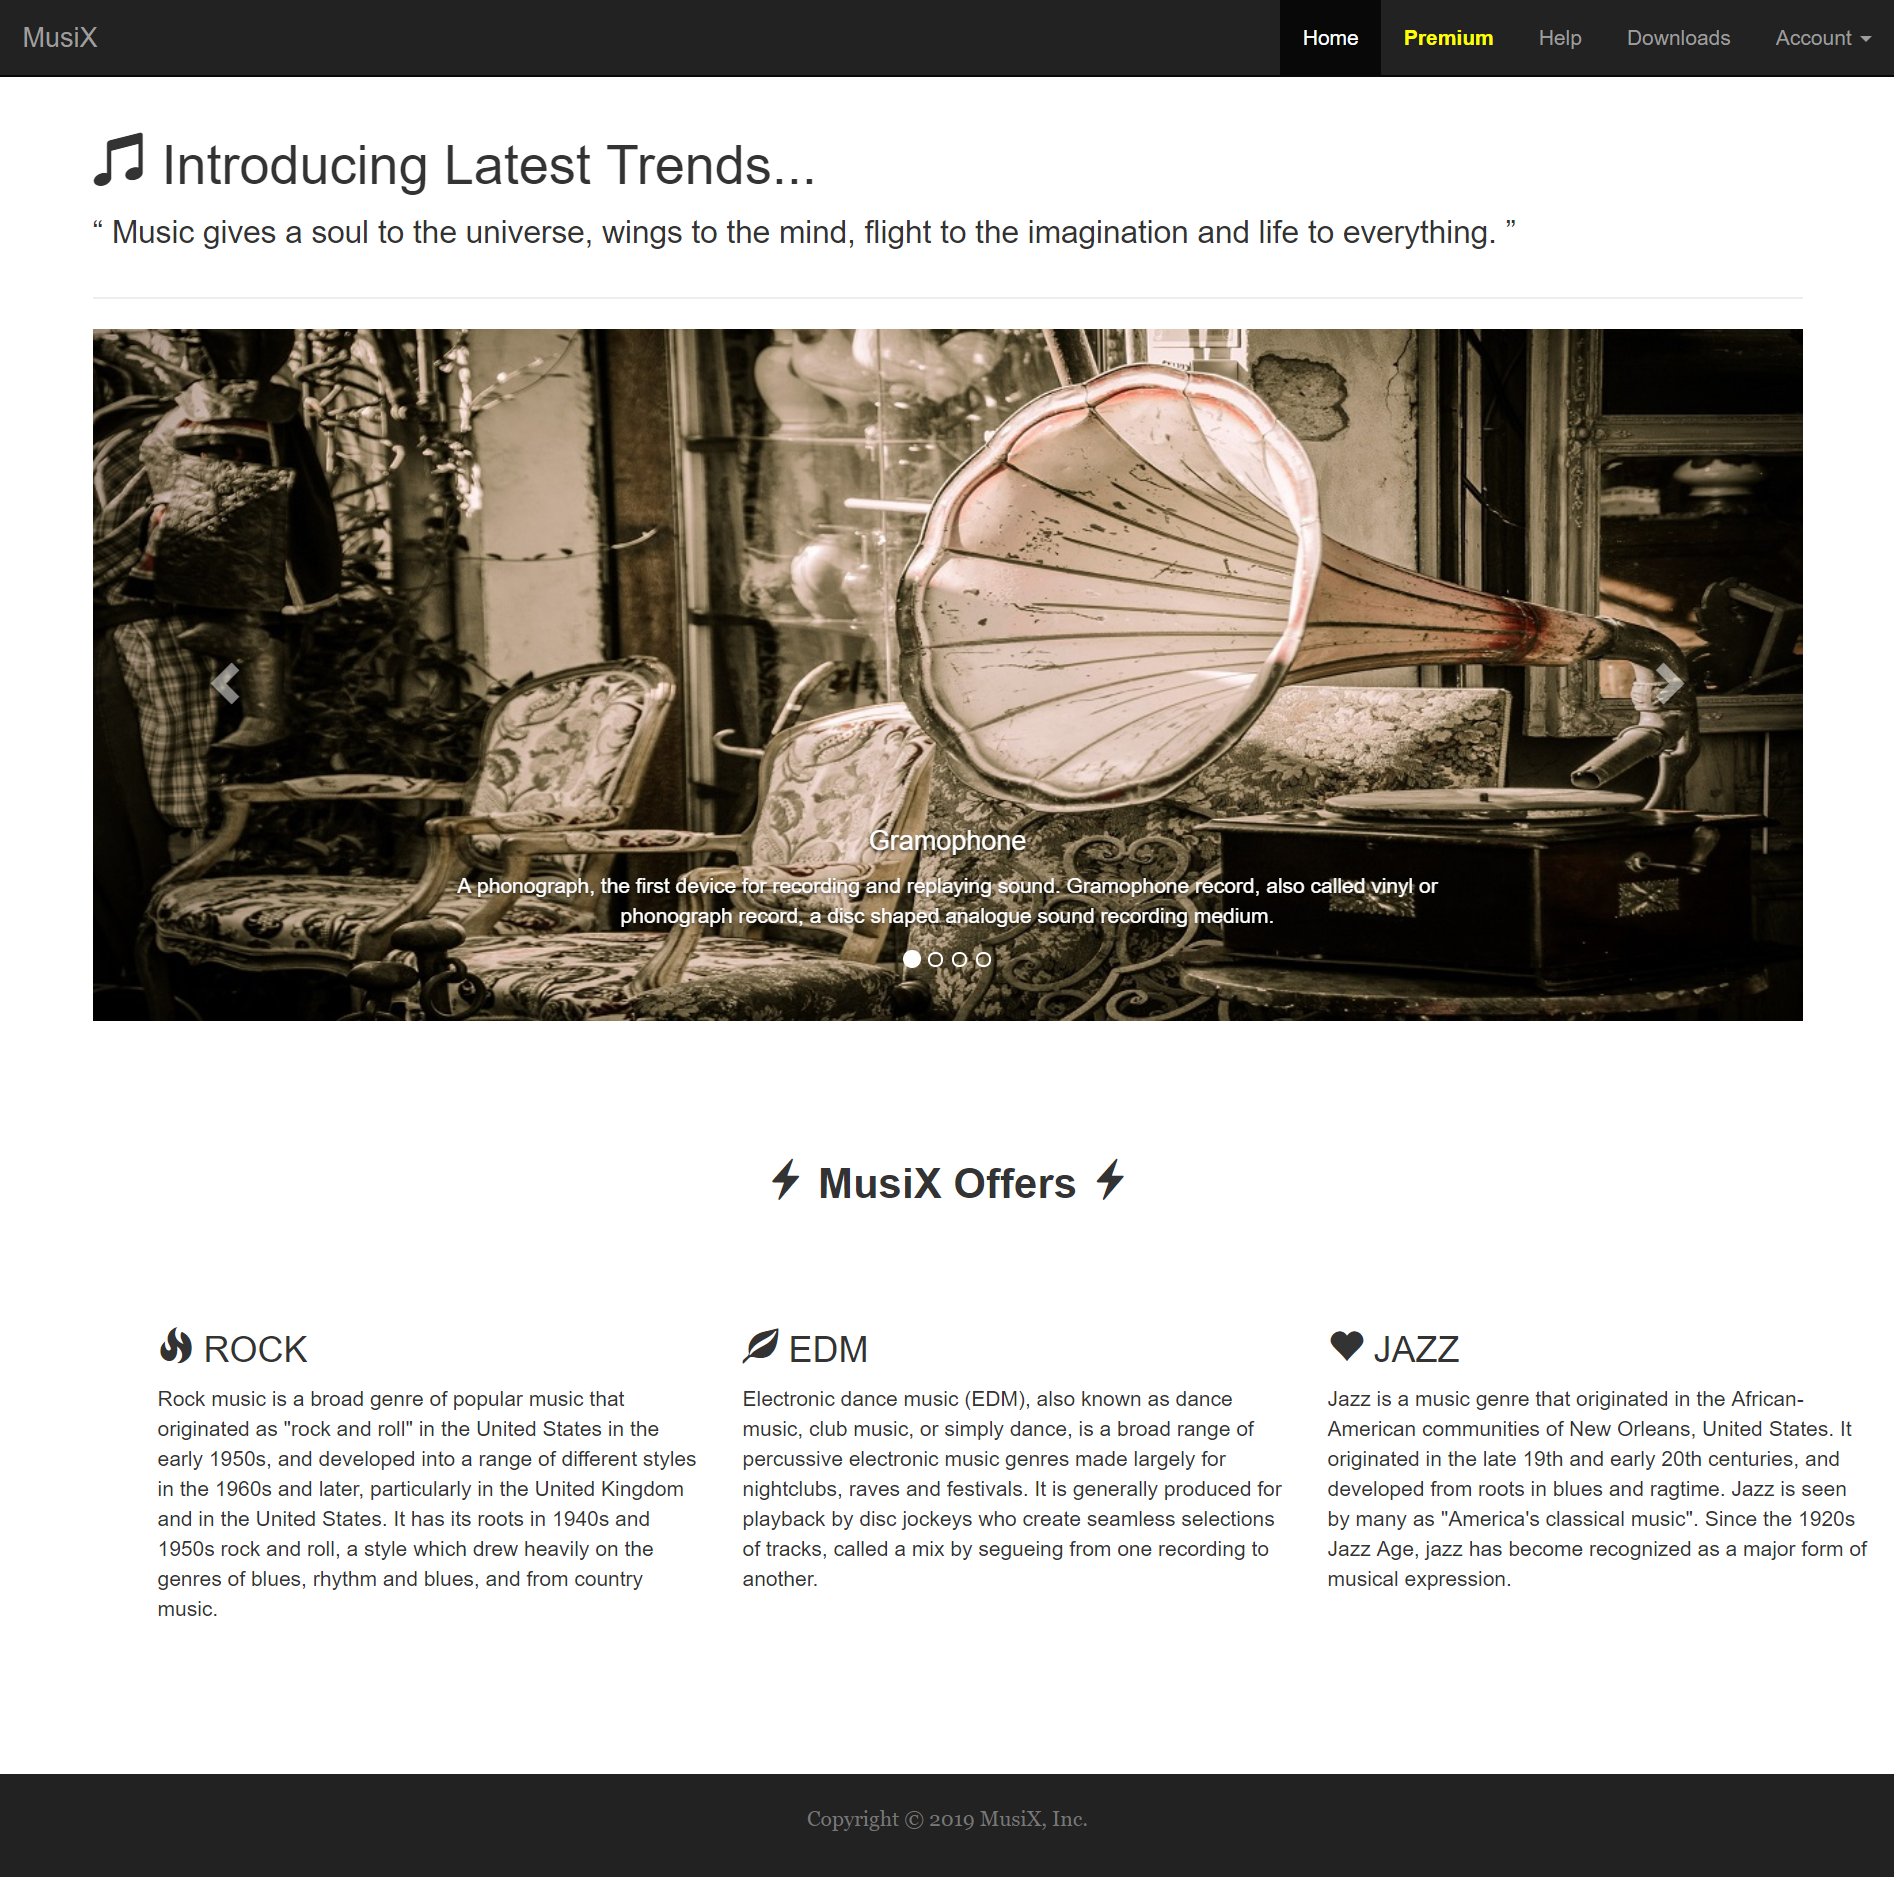 MusiX
Home Premium Help Downloads Account
Introducing Latest Trends...
“ Music gives a soul to the universe, wings to the mind, flight to the imagination and life to everything. ”
Gramophone
A phonograph, the first device for recording and replaying sound. Gramophone record, also called vinyl or
phonograph record, a disc shaped analogue sound recording medium.
MusiX Offers
ROCK
Rock music is a broad genre of popular music that
originated as "rock and roll" in the United States in the
early 1950s, and developed into a range of different styles
in the 1960s and later, particularly in the United Kingdom
and in the United States. It has its roots in 1940s and
1950s rock and roll, a style which drew heavily on the
genres of blues, rhythm and blues, and from country
music.
EDM
Electronic dance music (EDM), also known as dance
music, club music, or simply dance, is a broad range of
percussive electronic music genres made largely for
nightclubs, raves and festivals. It is generally produced for
playback by disc jockeys who create seamless selections
of tracks, called a mix by segueing from one recording to
another.
JAZZ
Jazz is a music genre that originated in the African-
American communities of New Orleans, United States. It
originated in the late 19th and early 20th centuries, and
developed from roots in blues and ragtime. Jazz is seen
by many as "America's classical music". Since the 1920s
Jazz Age, jazz has become recognized as a major form of
musical expression.
Copyright © 2019 MusiX, Inc.